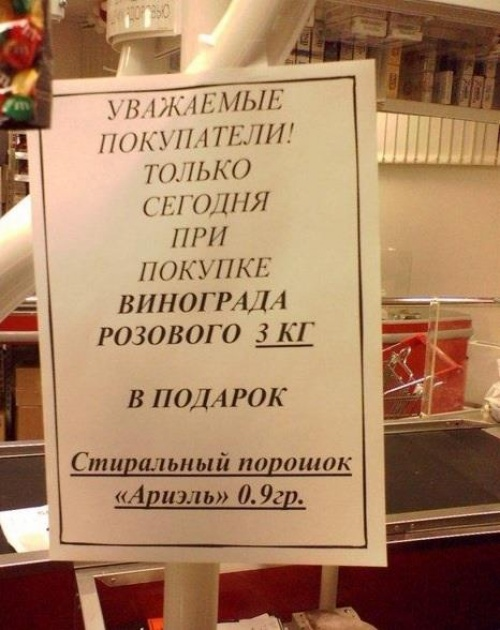 УВАЖАЕМЫЕ
ПОКУПАТЕЛИ!
ТОЛЬКО
СЕГОДНЯ
ПРИ
ПОКУПКЕ
ВИНОГРАДА
РОЗОВОГО 3 КГ
В ПОДАРОК
Стиральный порошок
«Ариэль» 0.9гр.